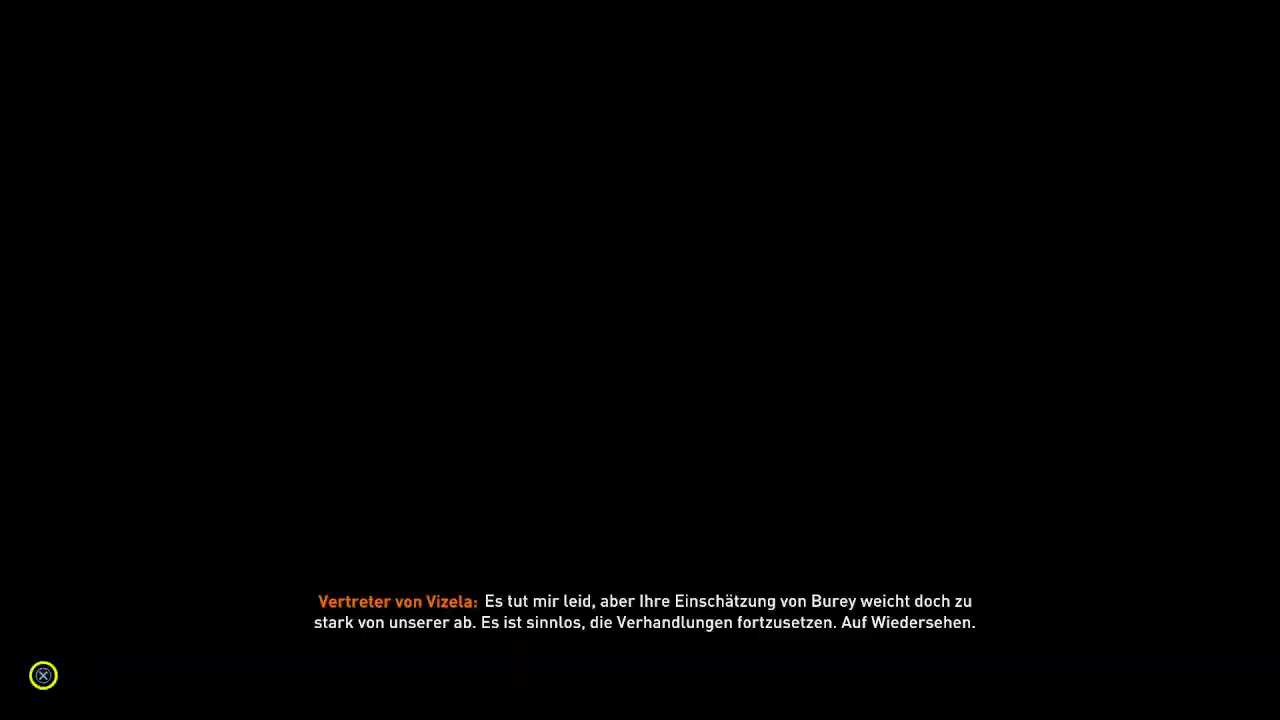 Vertreter von Vizela: Es tut mir leid, aber Ihre Einschätzung von Burey weicht doch zu
stark von unserer ab. Es ist sinnlos, die Verhandlungen fortzusetzen. Auf Wiedersehen.